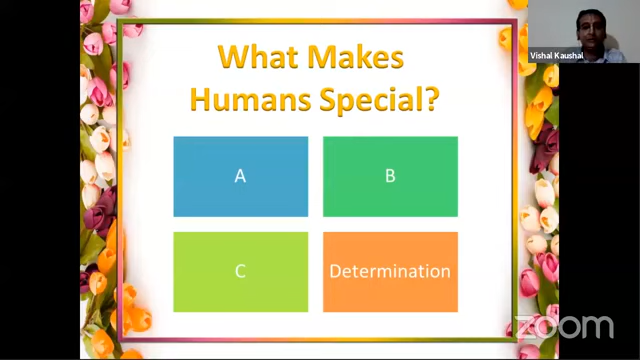 What Makes
Humans Special?
Vishal Kaushal
A
B
C
Determination
zoom